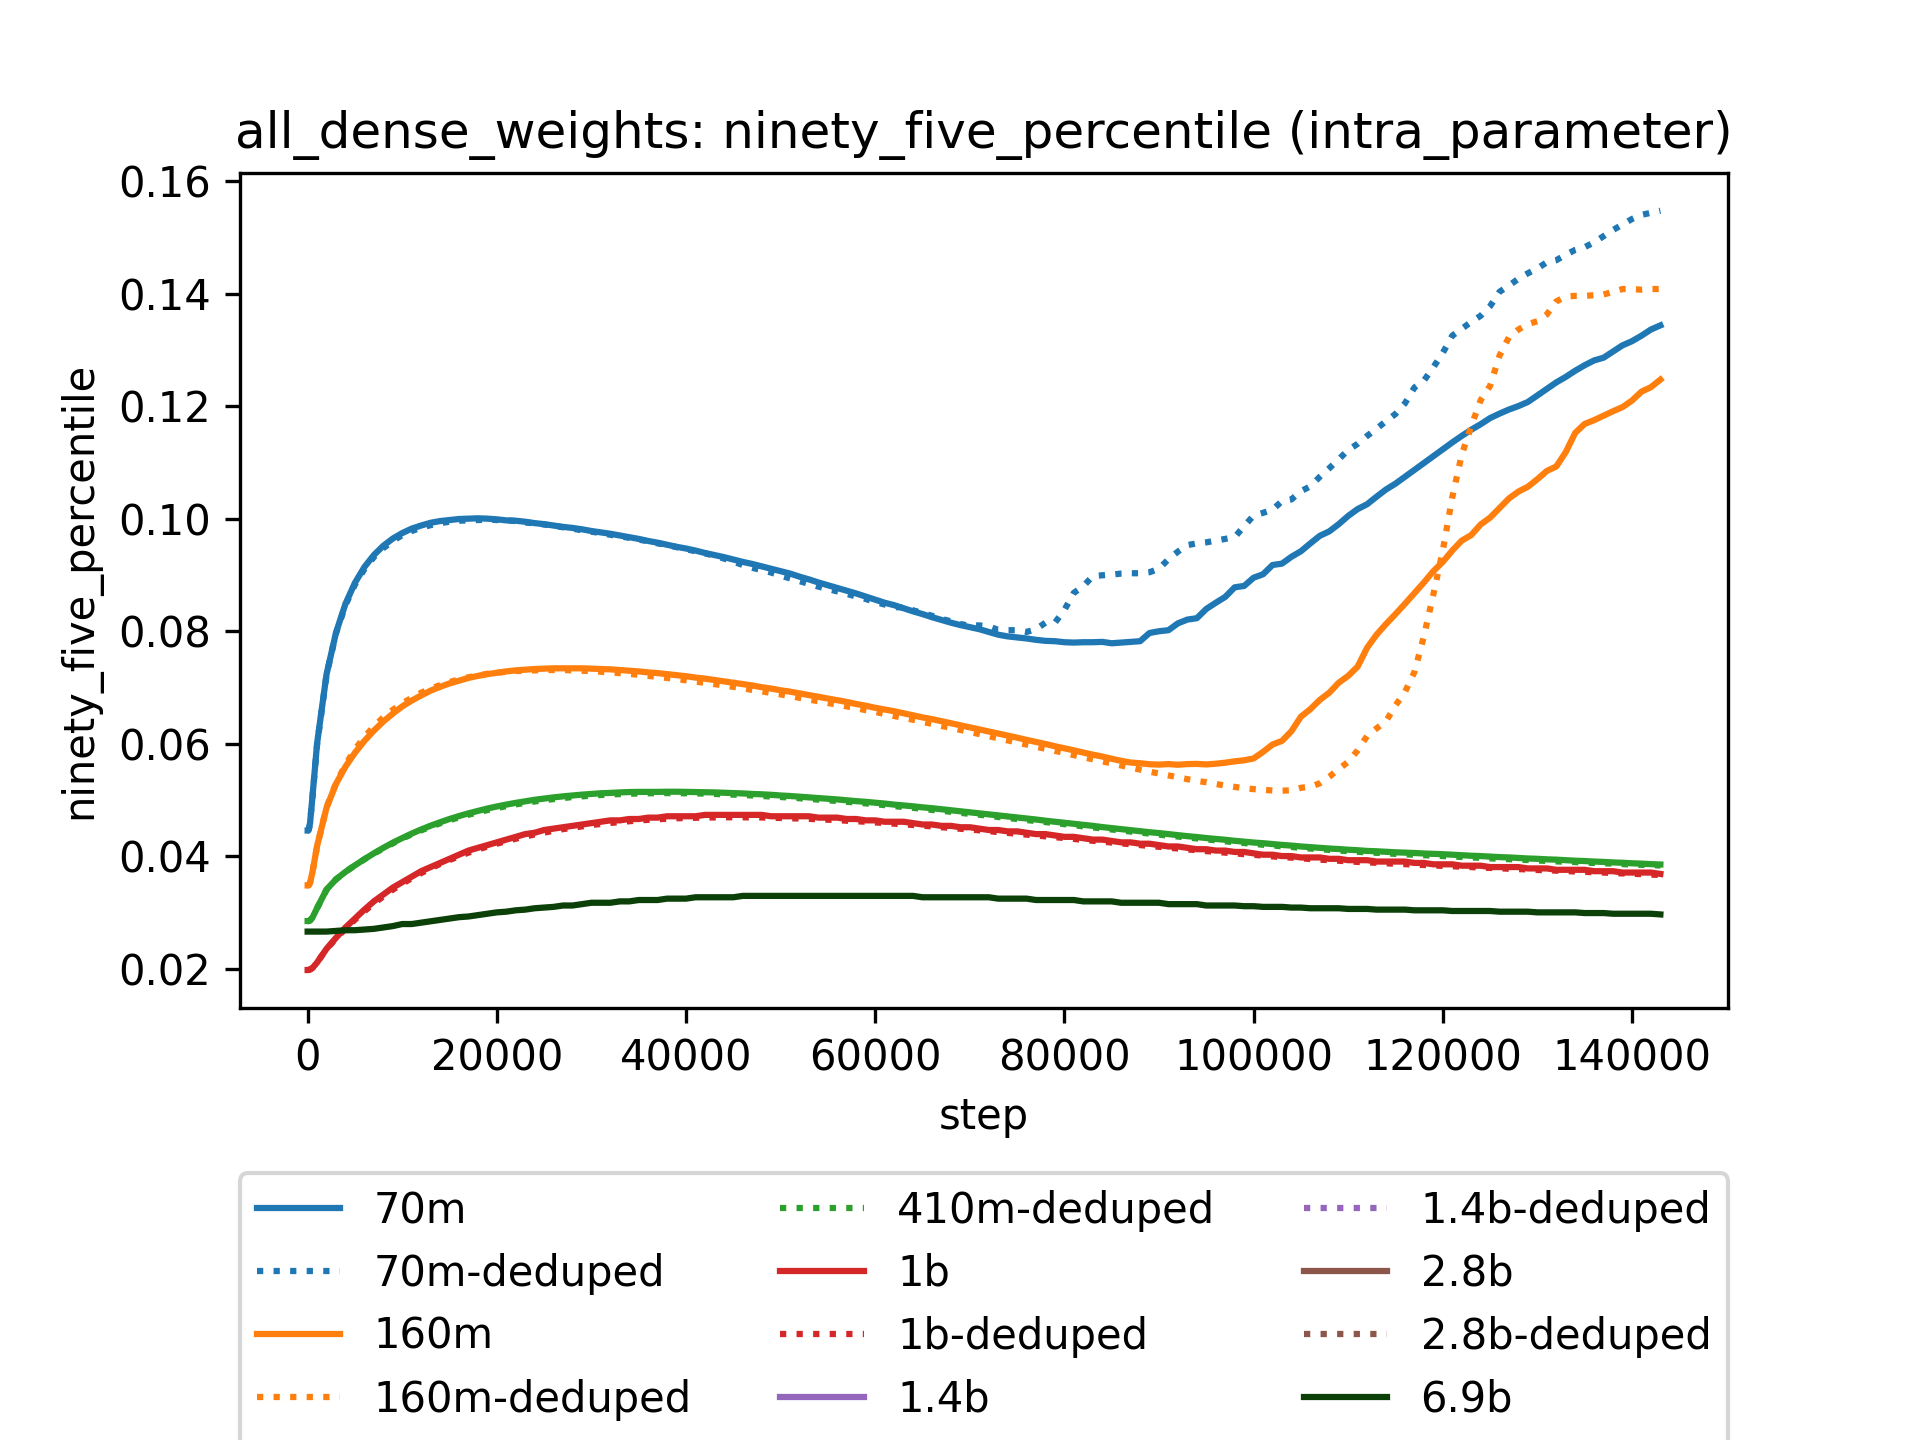 all_dense_weights: ninety_five_percentile (intra_parameter)
0.16
0.14
0.12
0.10
0.08
0.06
0.04
0.02
ninety_five_percentile
0 20000 40000 60000 80000 100000 120000 140000
step
70m
70m-deduped
160m
160m-deduped
410m-deduped
1b
1b-deduped
1.4b
1.4b-deduped
2.8b
2.8b-deduped
6.9b